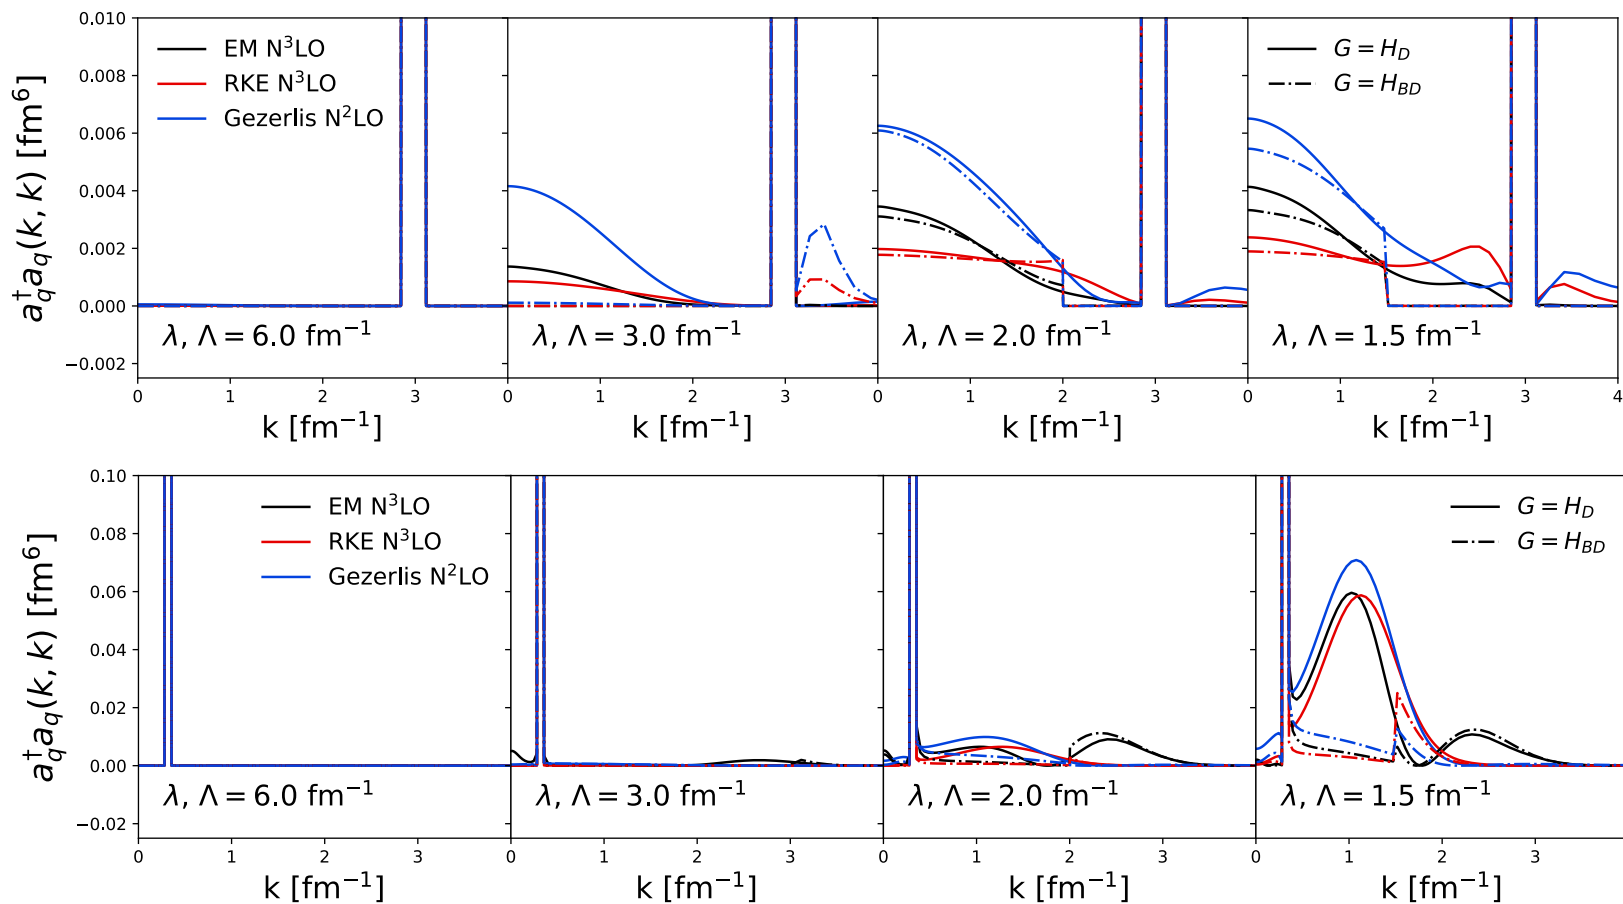 0.010
0.008
0.006
0.004
0.002
0.000
−0.002
a†qaq(k, k) [fm⁶]
EM N³LO
RKE N³LO
Gezerlis N²LO
G = H_D
G = H_BD
λ, Λ = 6.0 fm⁻¹
λ, Λ = 3.0 fm⁻¹
λ, Λ = 2.0 fm⁻¹
λ, Λ = 1.5 fm⁻¹
0 1 2 3 0 1 2 3 0 1 2 3 0 1 2 3 4
k [fm⁻¹] k [fm⁻¹] k [fm⁻¹] k [fm⁻¹]
0.10
0.08
0.06
0.04
0.02
0.00
−0.02
a†qaq(k, k) [fm⁶]
EM N³LO
RKE N³LO
Gezerlis N²LO
G = H_D
G = H_BD
λ, Λ = 6.0 fm⁻¹
λ, Λ = 3.0 fm⁻¹
λ, Λ = 2.0 fm⁻¹
λ, Λ = 1.5 fm⁻¹
0 1 2 3 0 1 2 3 0 1 2 3 0 1 2 3
k [fm⁻¹] k [fm⁻¹] k [fm⁻¹] k [fm⁻¹]